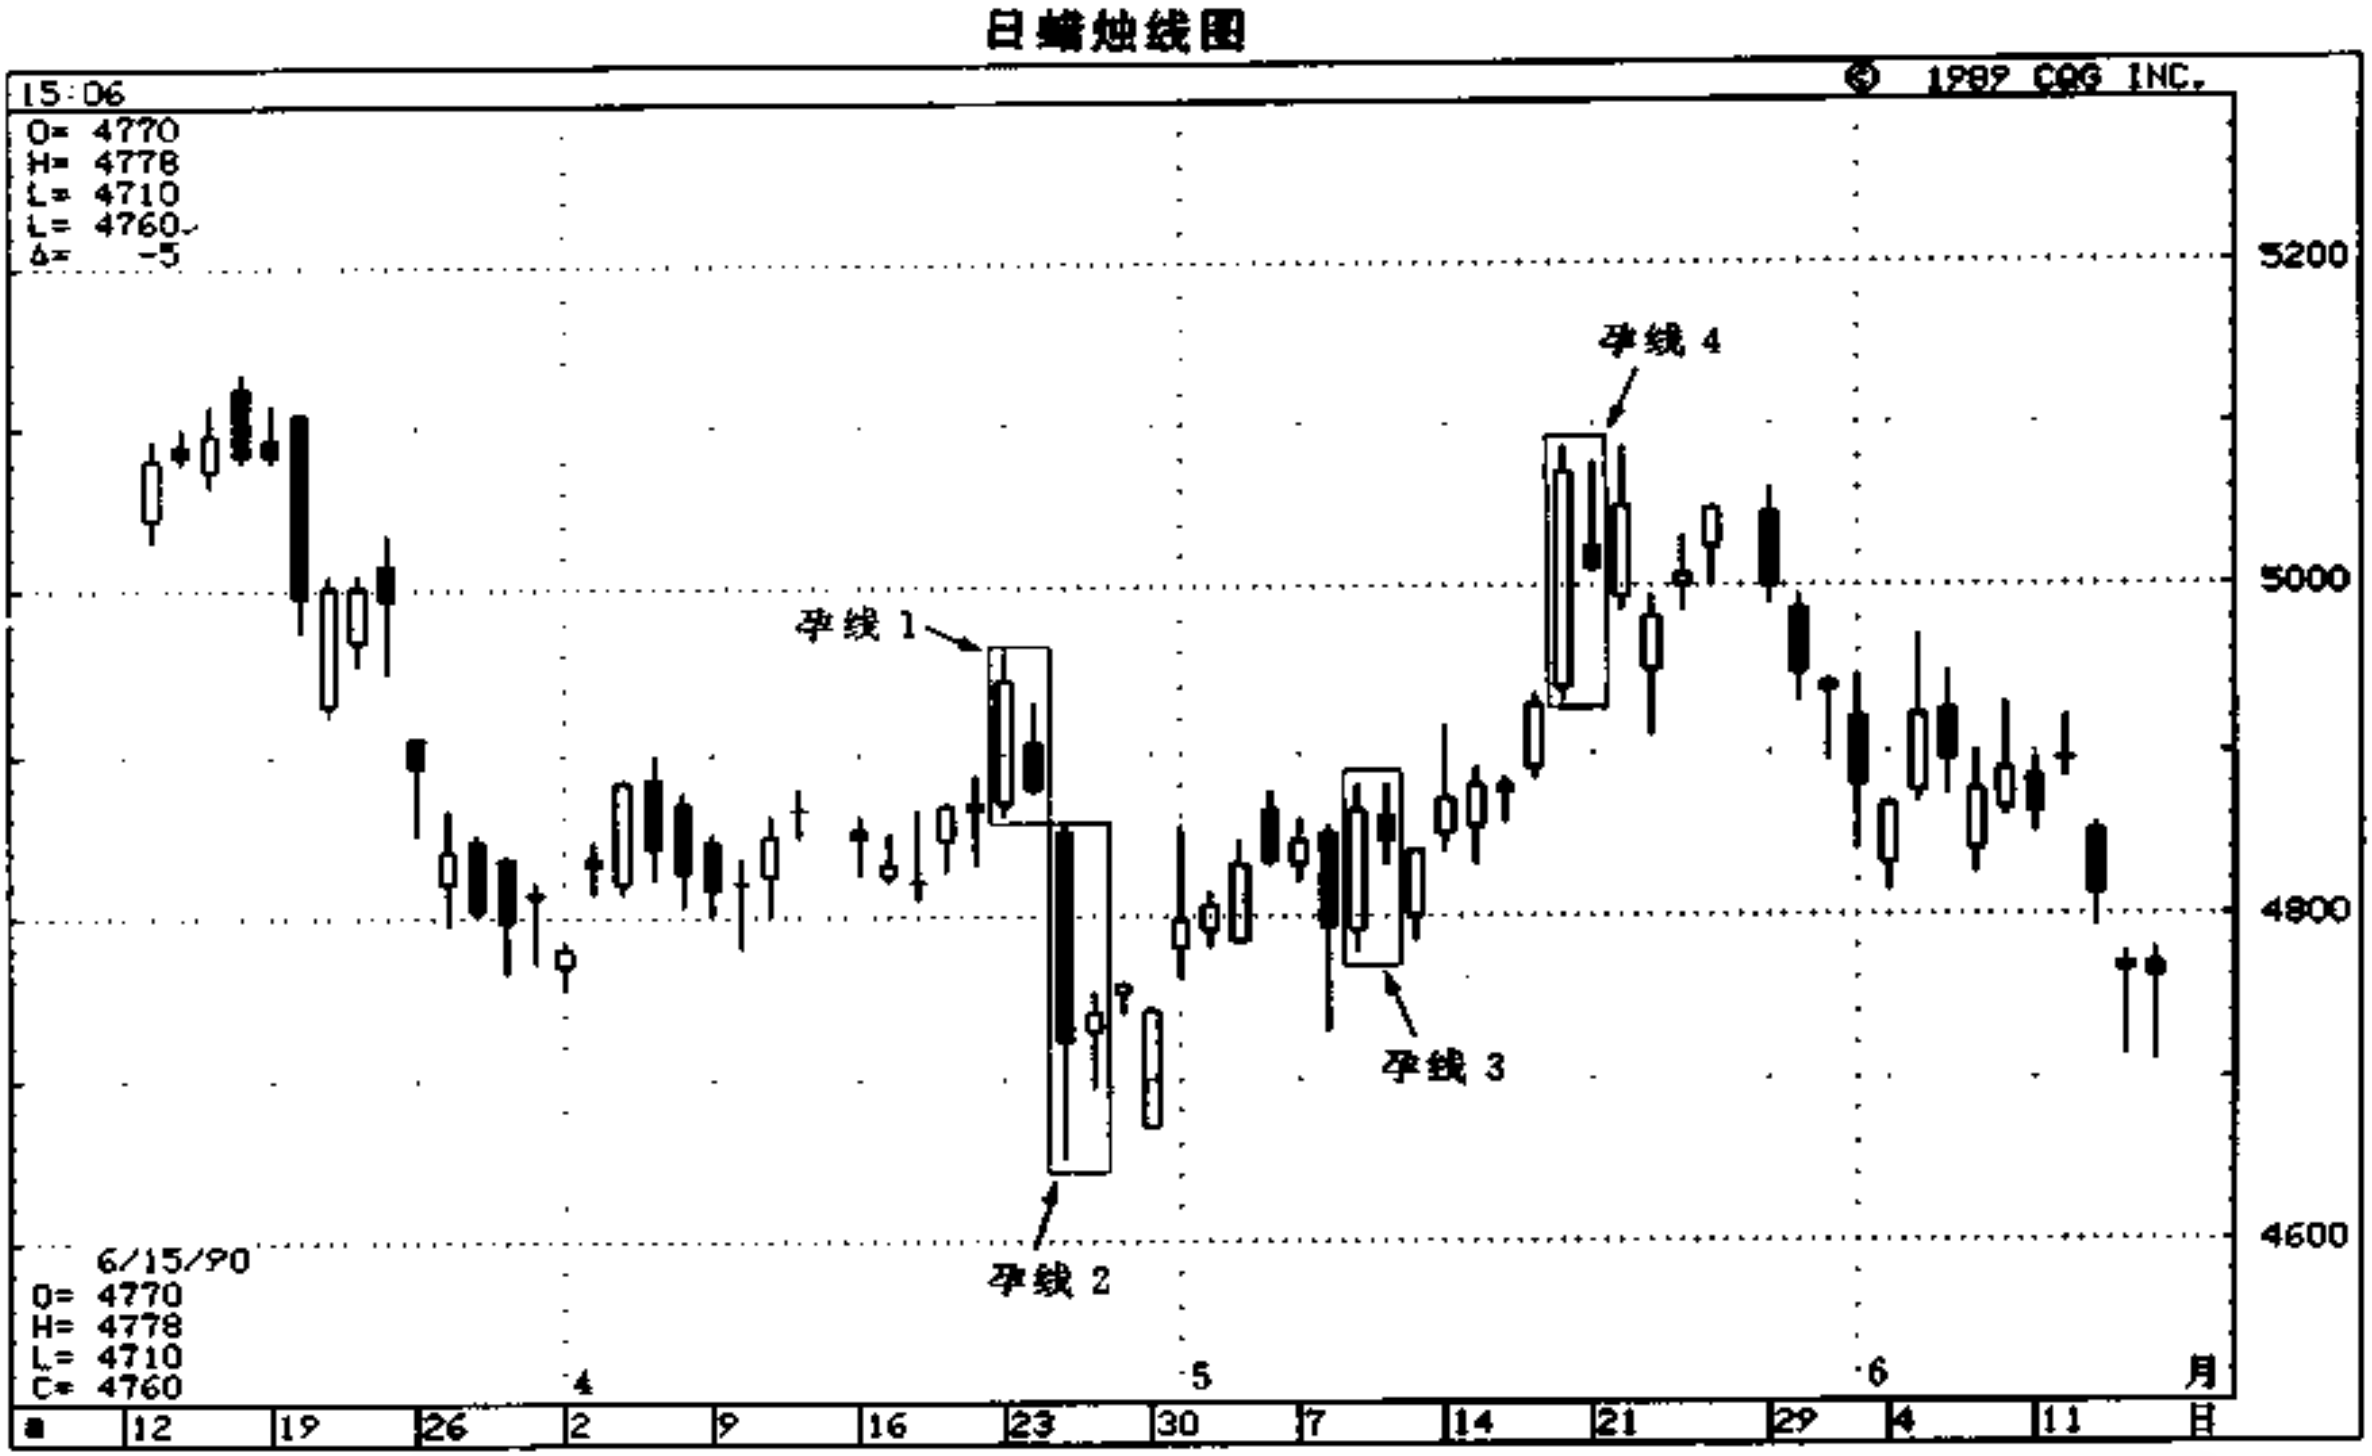 日蜡烛线图
15:06
© 1989 CQG INC.
O= 4770
H= 4778
L= 4710
L= 4760
Δ= -5
5200
孕线 4
5000
孕线 1
4800
孕线 3
4600
孕线 2
6/15/90
O= 4770
H= 4778
L= 4710
C= 4760
4 5 6 月
12 19 26 2 9 16 23 30 7 14 21 29 4 11 日